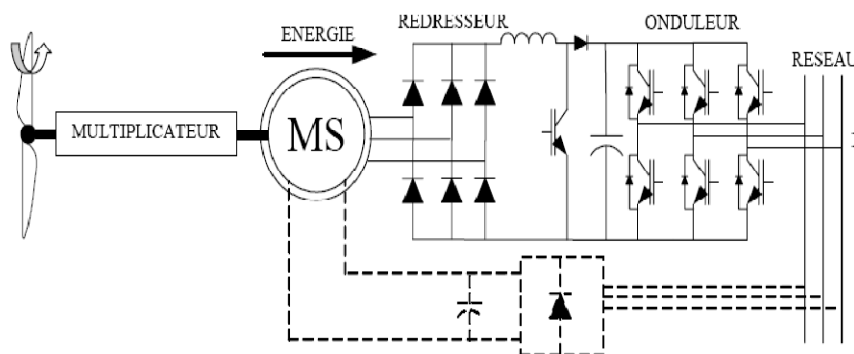 ENERGIE
REDRESSEUR
ONDULEUR
RESEAU
MULTIPLICATEUR
MS